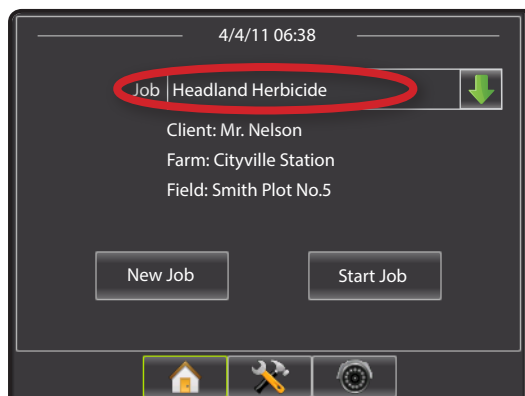 4/4/11 06:38
Job Headland Herbicide
Client: Mr. Nelson
Farm: Cityville Station
Field: Smith Plot No.5
New Job Start Job